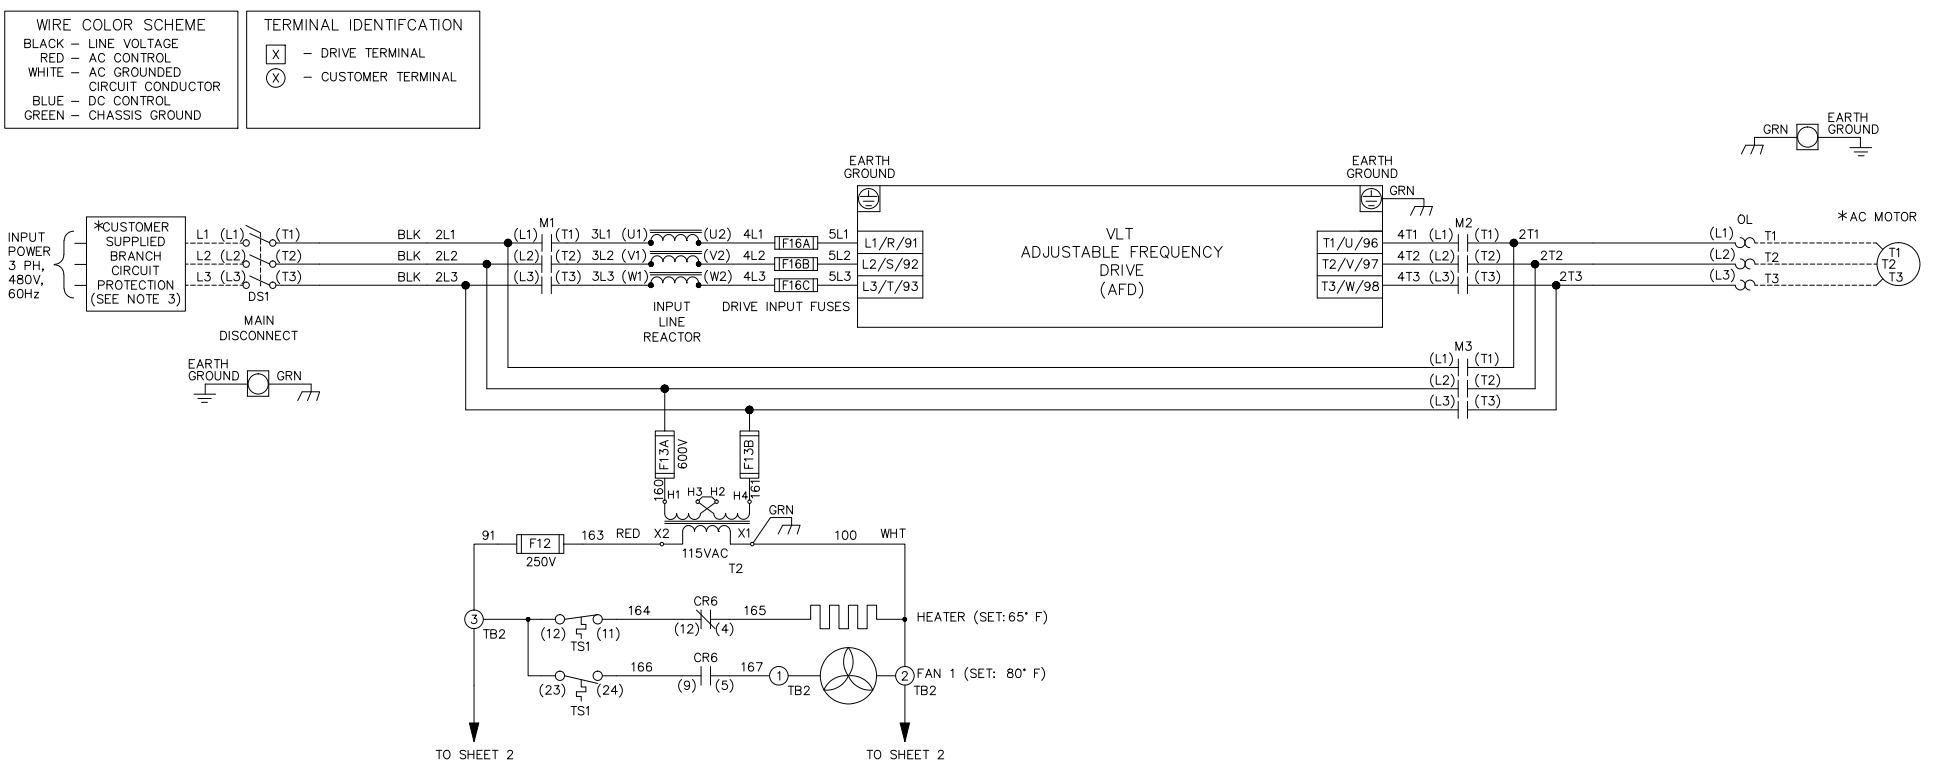 WIRE COLOR SCHEME
BLACK – LINE VOLTAGE
RED – AC CONTROL
WHITE – AC GROUNDED
CIRCUIT CONDUCTOR
BLUE – DC CONTROL
GREEN – CHASSIS GROUND
TERMINAL IDENTIFCATION
X – DRIVE TERMINAL
X – CUSTOMER TERMINAL
GRN
EARTH
GROUND
INPUT
POWER
3 PH,
480V,
60Hz
*CUSTOMER
SUPPLIED
BRANCH
CIRCUIT
PROTECTION
(SEE NOTE 3)
L1 (L1) (T1)
L2 (L2) (T2)
L3 (L3) (T3)
DS1
MAIN
DISCONNECT
EARTH
GROUND
GRN
BLK 2L1
BLK 2L2
BLK 2L3
M1
(L1) (T1) 3L1 (U1) (U2) 4L1 F16A 5L1
(L2) (T2) 3L2 (V1) (V2) 4L2 F16B 5L2
(L3) (T3) 3L3 (W1) (W2) 4L3 F16C 5L3
INPUT
LINE
REACTOR
DRIVE INPUT FUSES
EARTH
GROUND
L1/R/91
L2/S/92
L3/T/93
VLT
ADJUSTABLE FREQUENCY
DRIVE
(AFD)
EARTH
GROUND
GRN
T1/U/96
T2/V/97
T3/W/98
M2
4T1 (L1) (T1) 2T1
4T2 (L2) (T2) 2T2
4T3 (L3) (T3) 2T3
OL
(L1) T1
(L2) T2
(L3) T3
*AC MOTOR
T1
T2
T3
M3
(L1) (T1)
(L2) (T2)
(L3) (T3)
F13A
600V
F13B
160
161
H1 H3 H2 H4
GRN
91 F12 163 RED X2 X1 100 WHT
250V
115VAC
T2
3
TB2
(12) (11)
TS1
164
CR6
(12) (4)
165
HEATER (SET:65° F)
(23) (24)
TS1
166
CR6
(9) (5)
167
1
TB2
2
TB2
FAN 1 (SET: 80° F)
TO SHEET 2
TO SHEET 2